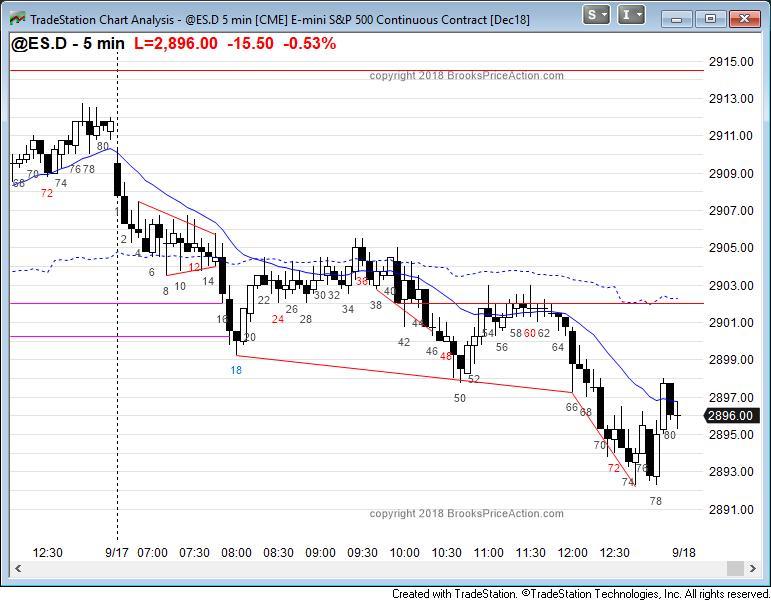 TradeStation Chart Analysis - @ES.D 5 min [CME] E-mini S&P 500 Continuous Contract [Dec18]
S I
@ES.D - 5 min L=2,896.00 -15.50 -0.53%
copyright 2018 BrooksPriceAction.com
2915.00
2913.00
2911.00
2909.00
2907.00
2905.00
2903.00
2901.00
2899.00
2897.00
2896.00
2895.00
2893.00
2891.00
68 70 72 74 76 78 80
2 4 6 8 10 12 14 16 18 20
22 24 26 28 30 32 34 36 38 40
42 44 46 48 50 52 54 56 58 60
62 64 66 68 70 72 74 76 78 80
copyright 2018 BrooksPriceAction.com
12:30 9/17 07:00 07:30 08:00 08:30 09:00 09:30 10:00 10:30 11:00 11:30 12:00 12:30 9/18
Created with TradeStation. ©TradeStation Technologies, Inc. All rights reserved.